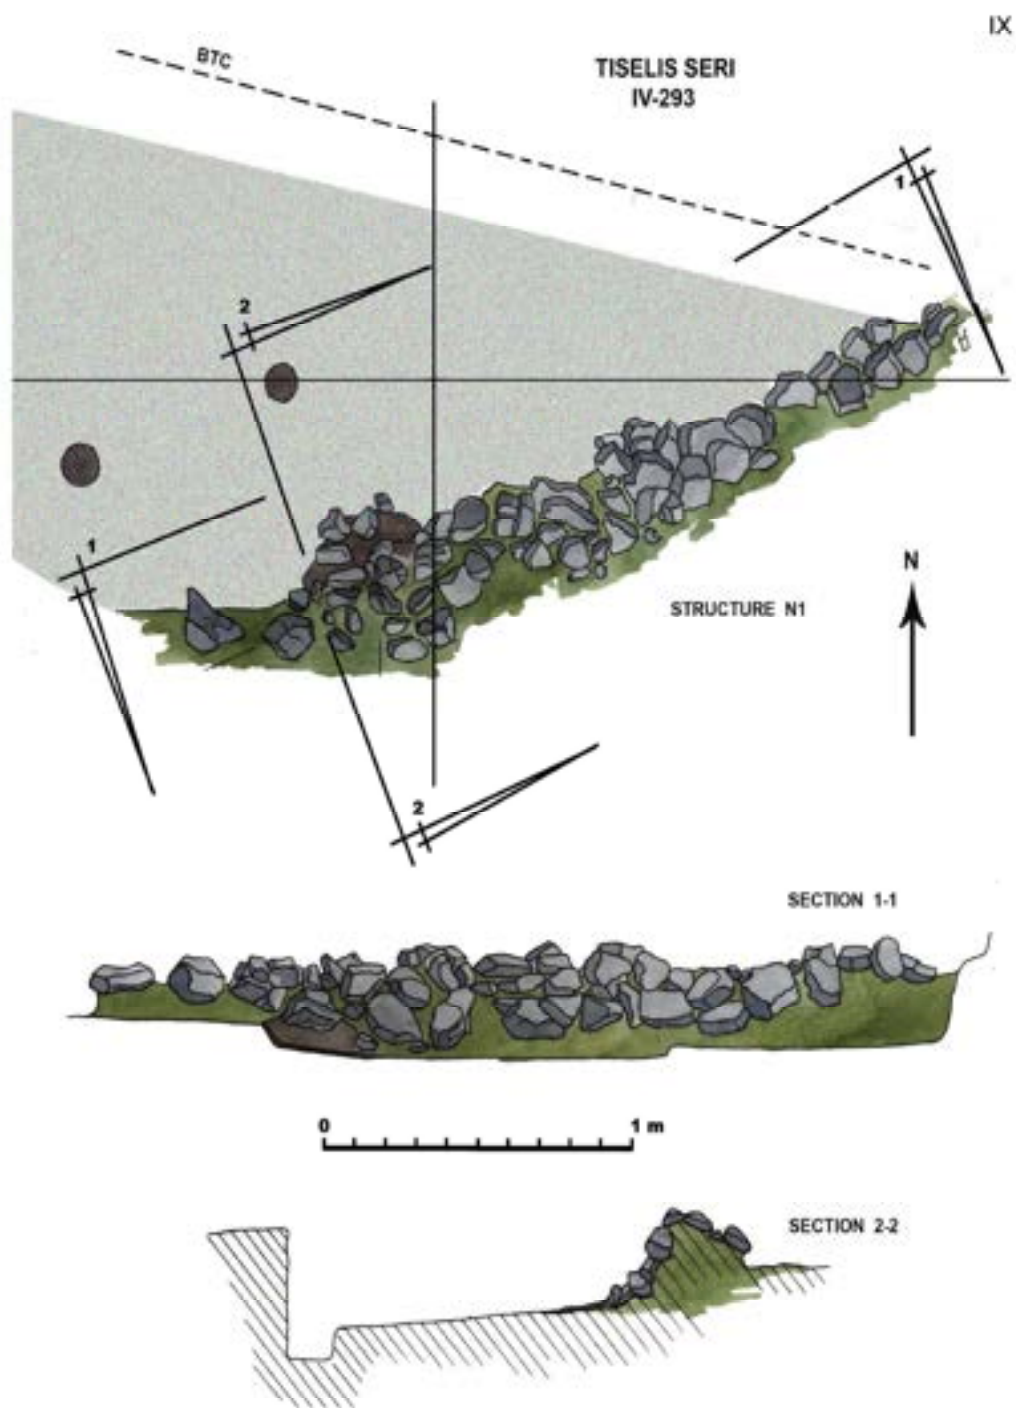 IX
BTC
TISELIS SERI
IV-293
1
2
1
N
STRUCTURE N1
2
SECTION 1-1
0 1 m
SECTION 2-2